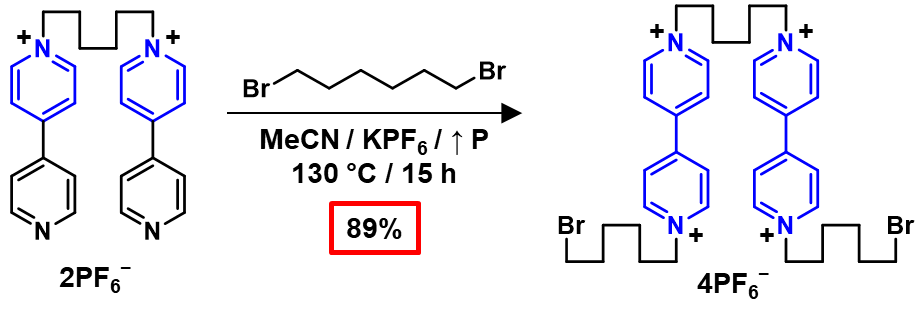 +
N
+
N
N
N
2PF₆⁻
Br
Br
MeCN / KPF₆ / ↑ P
130 °C / 15 h
89%
+
N
+
N
N
+
N
+
Br
Br
4PF₆⁻